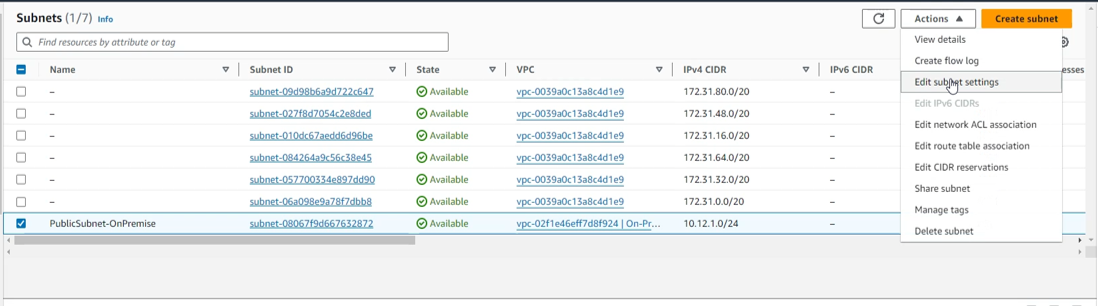 Subnets (1/7) Info
Actions
Create subnet
Find resources by attribute or tag
Name Subnet ID State VPC IPv4 CIDR IPv6 CIDR esses
– subnet-09d98b6a9d722c647 Available vpc-0039a0c13a8c4d1e9 172.31.80.0/20 –
– subnet-027f8d7054c2e8ded Available vpc-0039a0c13a8c4d1e9 172.31.48.0/20 –
– subnet-010dc67aedd6d96be Available vpc-0039a0c13a8c4d1e9 172.31.16.0/20 –
– subnet-084264a9c56c38e45 Available vpc-0039a0c13a8c4d1e9 172.31.64.0/20 –
– subnet-057700334e897dd90 Available vpc-0039a0c13a8c4d1e9 172.31.32.0/20 –
– subnet-06a098e9a78f7dbb8 Available vpc-0039a0c13a8c4d1e9 172.31.0.0/20 –
PublicSubnet-OnPremise subnet-08067f9d667632872 Available vpc-02f1e46eff7d8f924 | On-Pr... 10.12.1.0/24 –
View details
Create flow log
Edit subnet settings
Edit IPv6 CIDRs
Edit network ACL association
Edit route table association
Edit CIDR reservations
Share subnet
Manage tags
Delete subnet